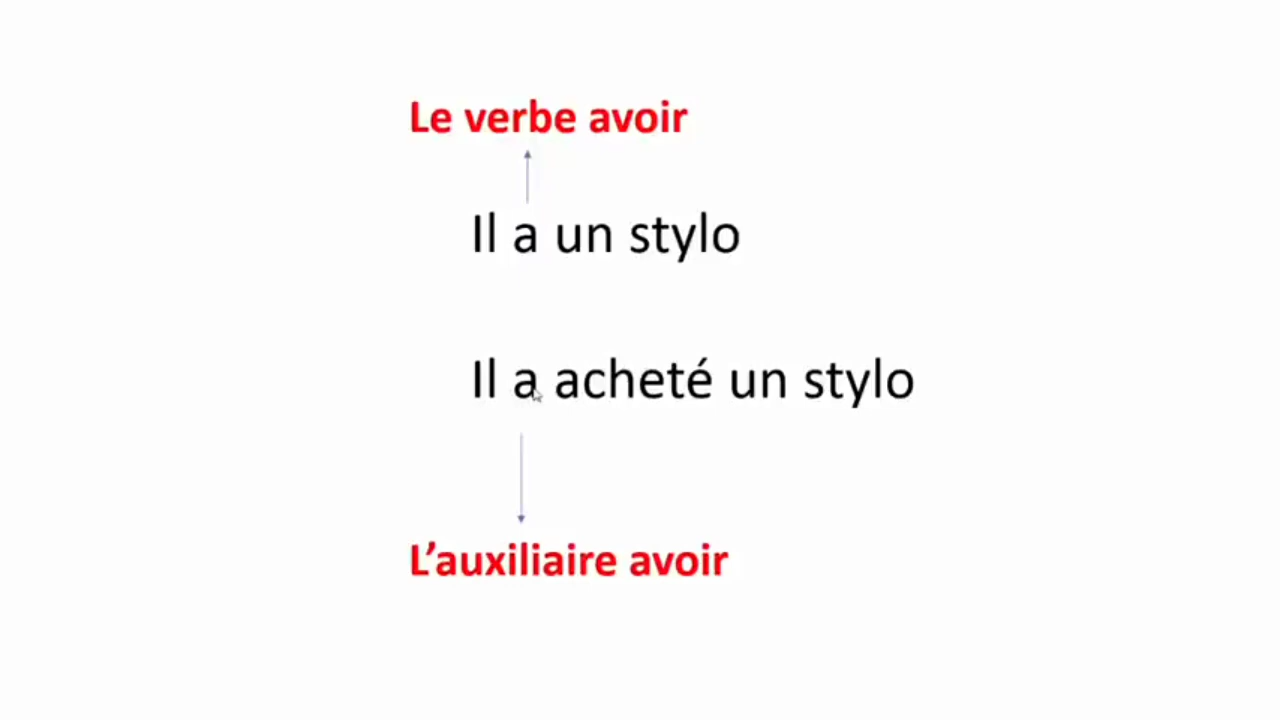 Le verbe avoir
Il a un stylo
Il a acheté un stylo
L’auxiliaire avoir